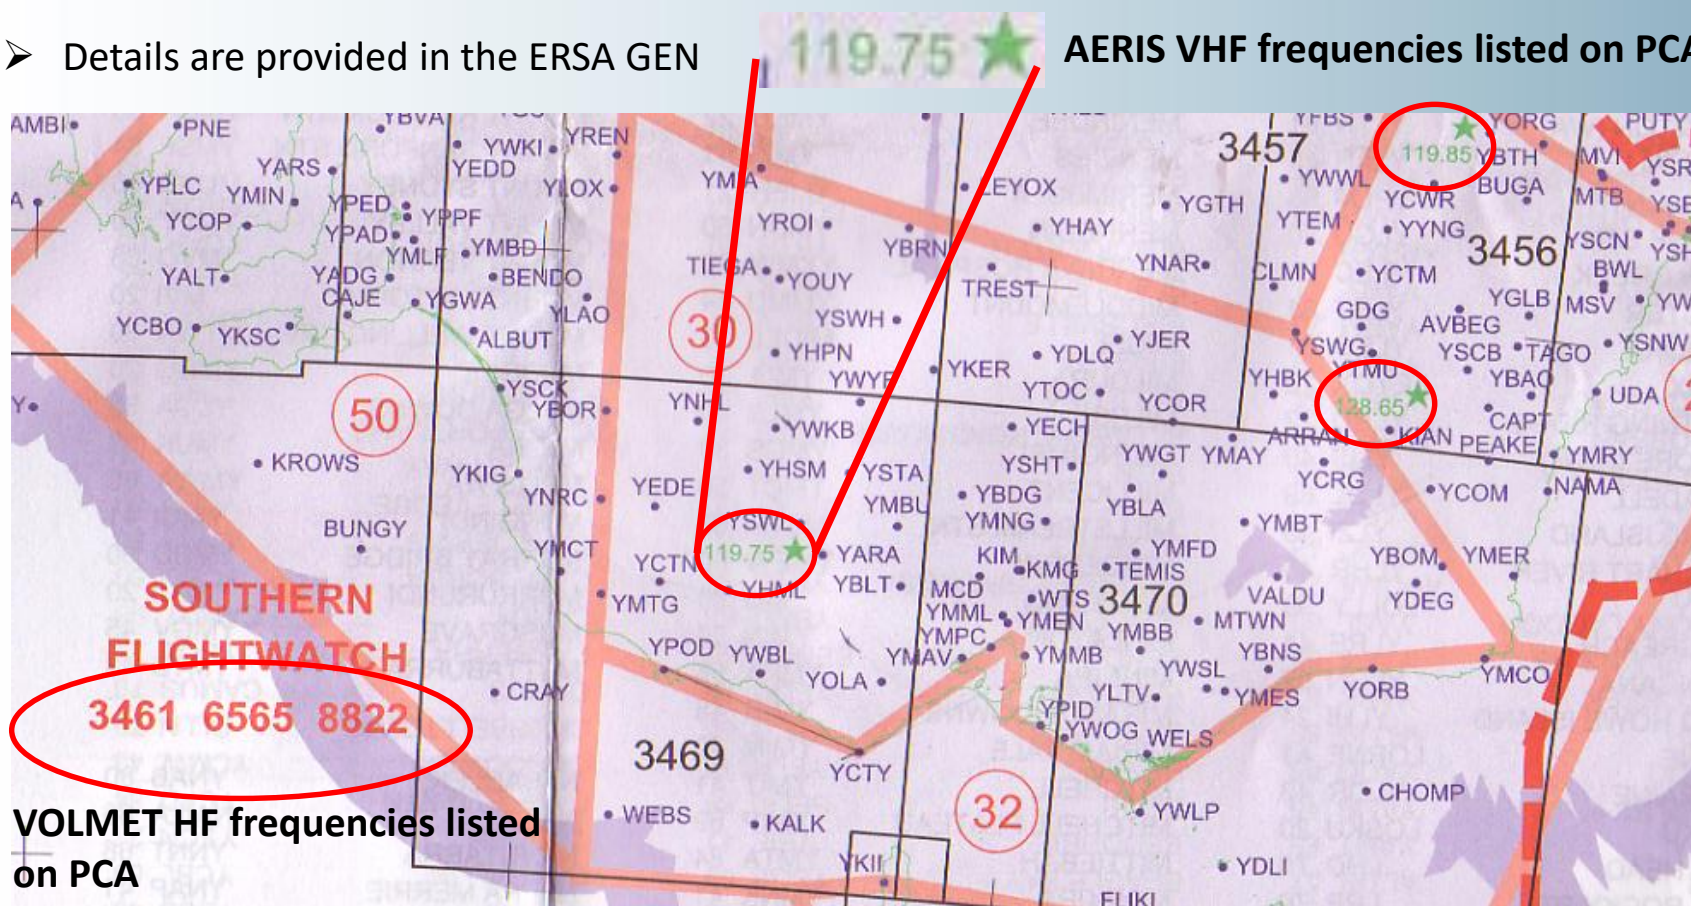 ➢ Details are provided in the ERSA GEN
119.75 ★
AERIS VHF frequencies listed on PCA
AMBI
PNE
YBVA
YREN
YFBS
YORG
PUTY
YWKI
YEDD
3457
119.85
YBTH
MVI
YARS
YPLC
YMIN
YPED
YLOX
LEYOX
YWWL
BUGA
MTB
YCOP
YPPF
YROI
YHAY
YGTH
YTEM
YCWR
YYNG
3456
YSCN
YPAD
YMBD
YBRN
YALT
YADG
BENDO
TIEGA
YOUY
TREST
YNAR
CLMN
YCTM
BWL
CAJE
YGWA
YLAO
YCBO
YKSC
ALBUT
30
YSWH
YGLB
MSV
GDG
AVBEG
YHPN
YDLQ
YJER
YSWG
YSCB
TAGO
YSNW
50
YSCK
YBOR
YNHL
YKER
YTOC
YCOR
YHBK
YTMU
128.65
YBAO
UDA
CAPT
YWKB
YECH
ARRAN
KIAN
PEAKE
YMRY
KROWS
YKIG
YHSM
YSTA
YSHT
YWGT
YMAY
YCRG
YNRC
YEDE
YMBU
YBDG
YBLA
YCOM
NAMA
BUNGY
YSWL
YMNG
YMBT
YMCT
YCTN
119.75 ★
YARA
KIM
YMFD
YBOM
YMER
SOUTHERN
YHML
YBLT
KMG
TEMIS
YMTG
MCD
WTS
3470
VALDU
YDEG
FLIGHTWATCH
YMML
YMEN
MTWN
YPOD
YWBL
YMPC
YMBB
YMAV
YMMB
YWSL
YBNS
3461 6565 8822
CRAY
YOLA
YLTV
YMES
YORB
YMCO
YPID
YWOG
WELS
3469
YCTY
CHOMP
VOLMET HF frequencies listed
WEBS
KALK
32
YWLP
on PCA
YDLI